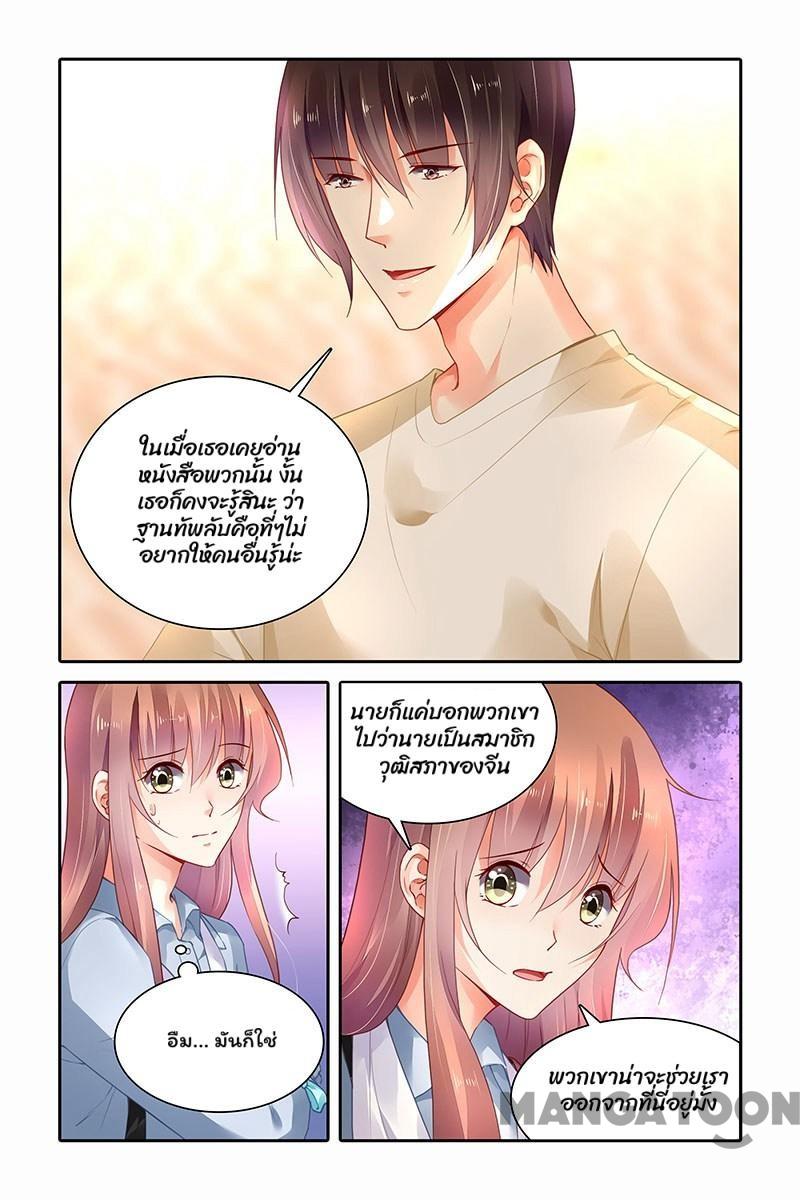 ในเมื่อเธอเคยอ่าน
หนังสือพวกนั้น งั้น
เธอก็คงจะรู้สินะ ว่า
ฐานทัพลับคือที่ๆไม่
อยากให้คนอื่นรู้น่ะ
อืม... มันก็ใช่
นายก็แค่บอกพวกเขา
ไปว่านายเป็นสมาชิก
วุฒิสภาของจีน
พวกเขาน่าจะช่วยเรา
ออกจากที่นี่อยู่มั้ง
MANGATOON